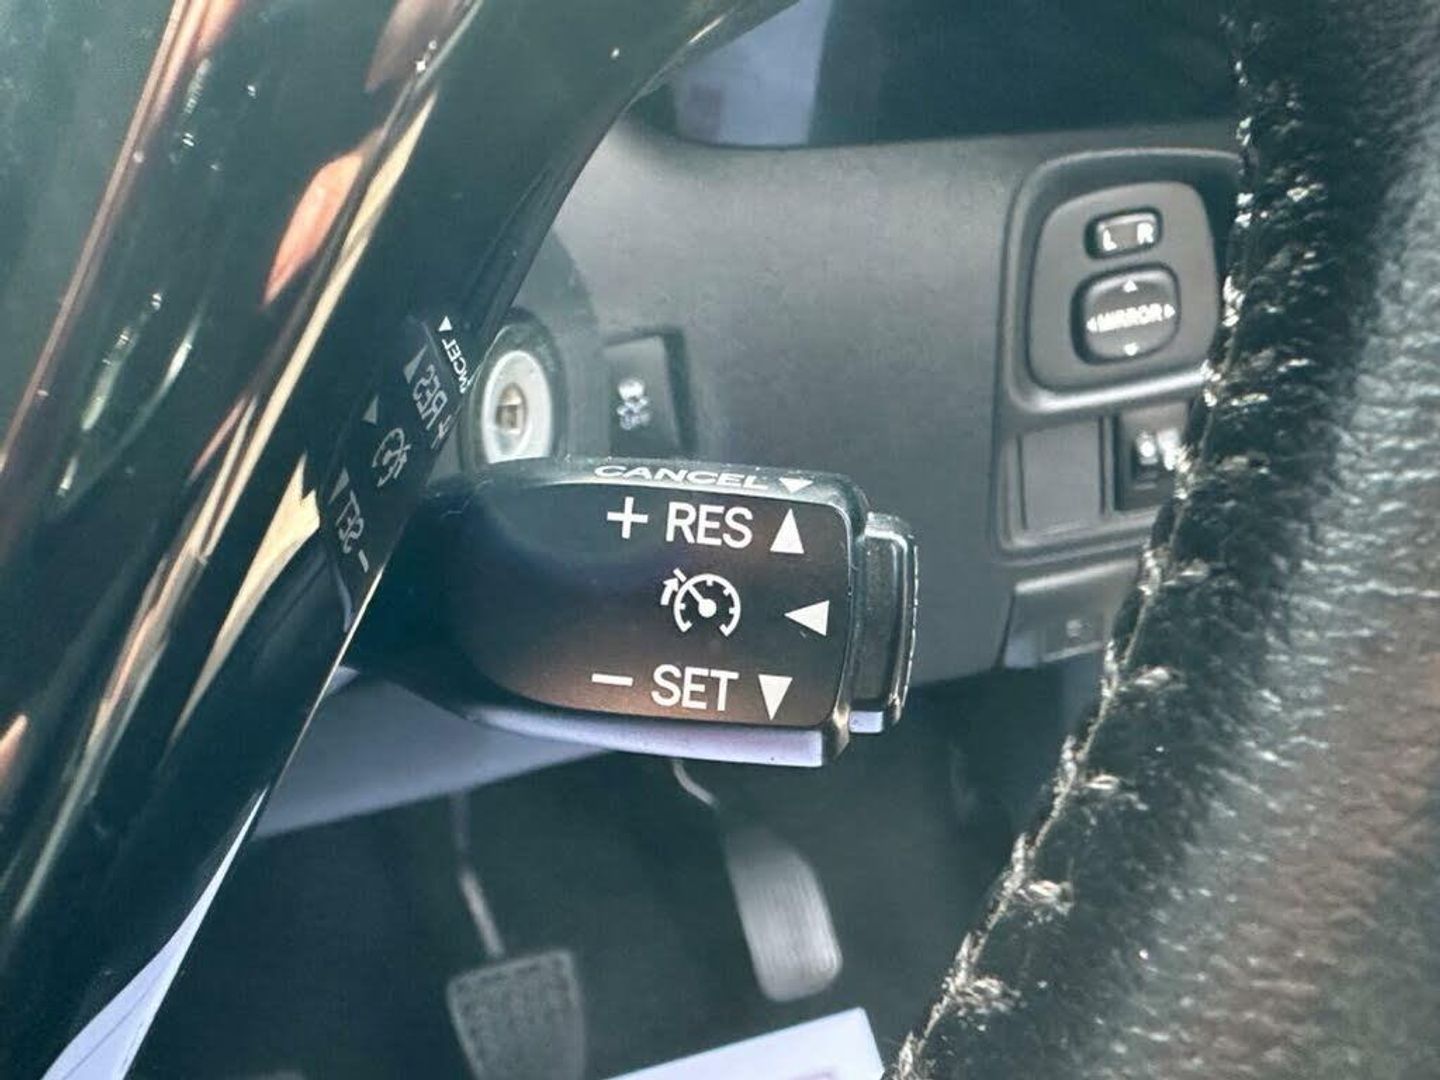 L R
MIRROR
CANCEL ▼
+ RES ▲
◀
− SET ▼